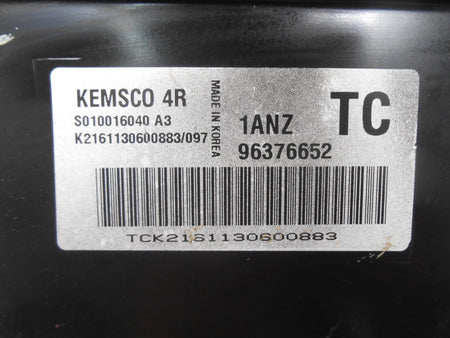 KEMSCO 4R
S010016040 A3
K2161130600883/097
MADE IN KOREA
1ANZ
TC
96376652
TCK2161130600883